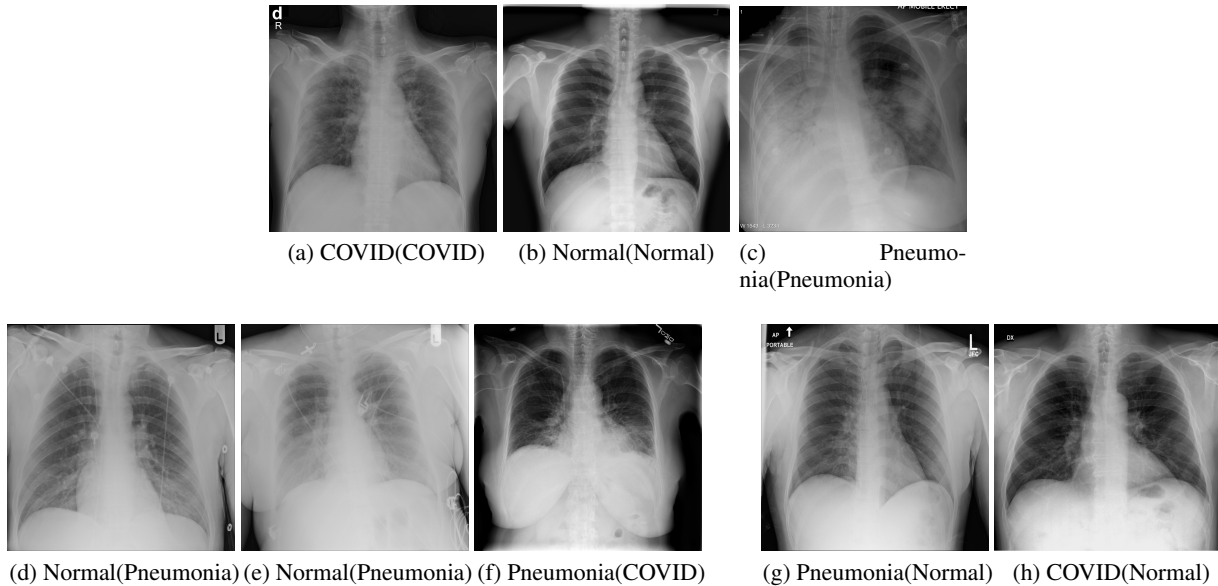 d
R
AP MOBILE ERECT
(a) COVID(COVID)
(b) Normal(Normal)
(c) Pneumo-
nia(Pneumonia)
L
L
AP
PORTABLE
L
DX
(d) Normal(Pneumonia)
(e) Normal(Pneumonia)
(f) Pneumonia(COVID)
(g) Pneumonia(Normal)
(h) COVID(Normal)